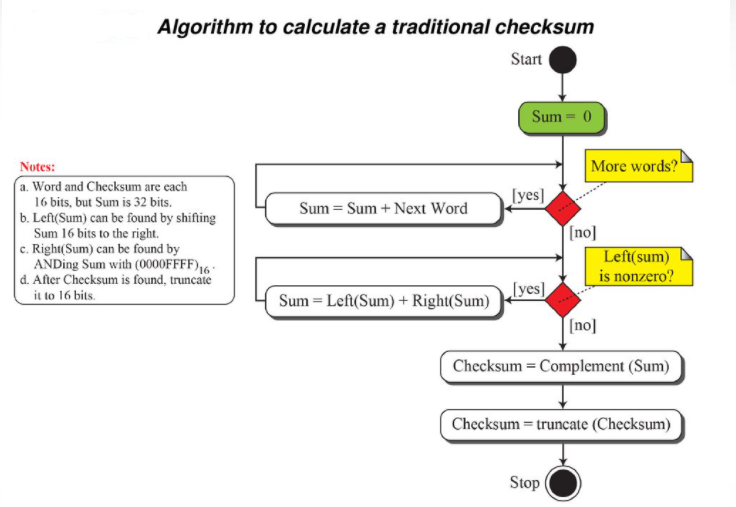 Algorithm to calculate a traditional checksum
Start
Sum = 0
More words?
[yes]
Sum = Sum + Next Word
[no]
Left(sum)
is nonzero?
[yes]
Sum = Left(Sum) + Right(Sum)
[no]
Checksum = Complement (Sum)
Checksum = truncate (Checksum)
Stop
Notes:
a. Word and Checksum are each
16 bits, but Sum is 32 bits.
b. Left(Sum) can be found by shifting
Sum 16 bits to the right.
c. Right(Sum) can be found by
ANDing Sum with (0000FFFF)16 .
d. After Checksum is found, truncate
it to 16 bits.